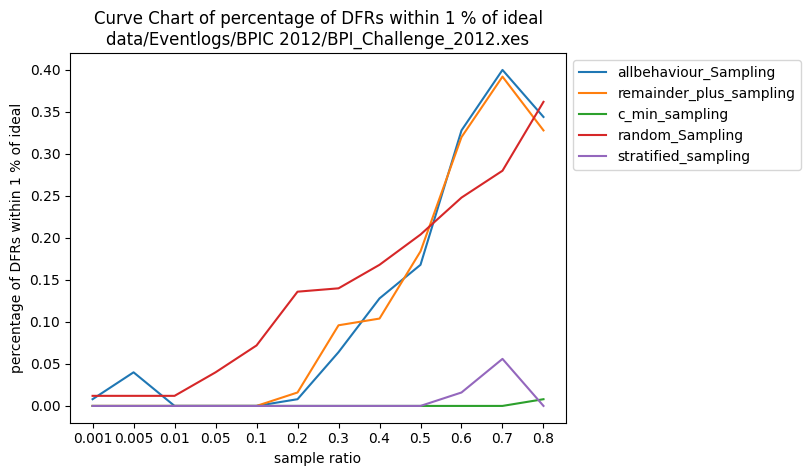 Curve Chart of percentage of DFRs within 1 % of ideal
data/Eventlogs/BPIC 2012/BPI_Challenge_2012.xes
percentage of DFRs within 1 % of ideal
0.40
0.35
0.30
0.25
0.20
0.15
0.10
0.05
0.00
0.001 0.005 0.01 0.05 0.1 0.2 0.3 0.4 0.5 0.6 0.7 0.8
sample ratio
allbehaviour_Sampling
remainder_plus_sampling
c_min_sampling
random_Sampling
stratified_sampling